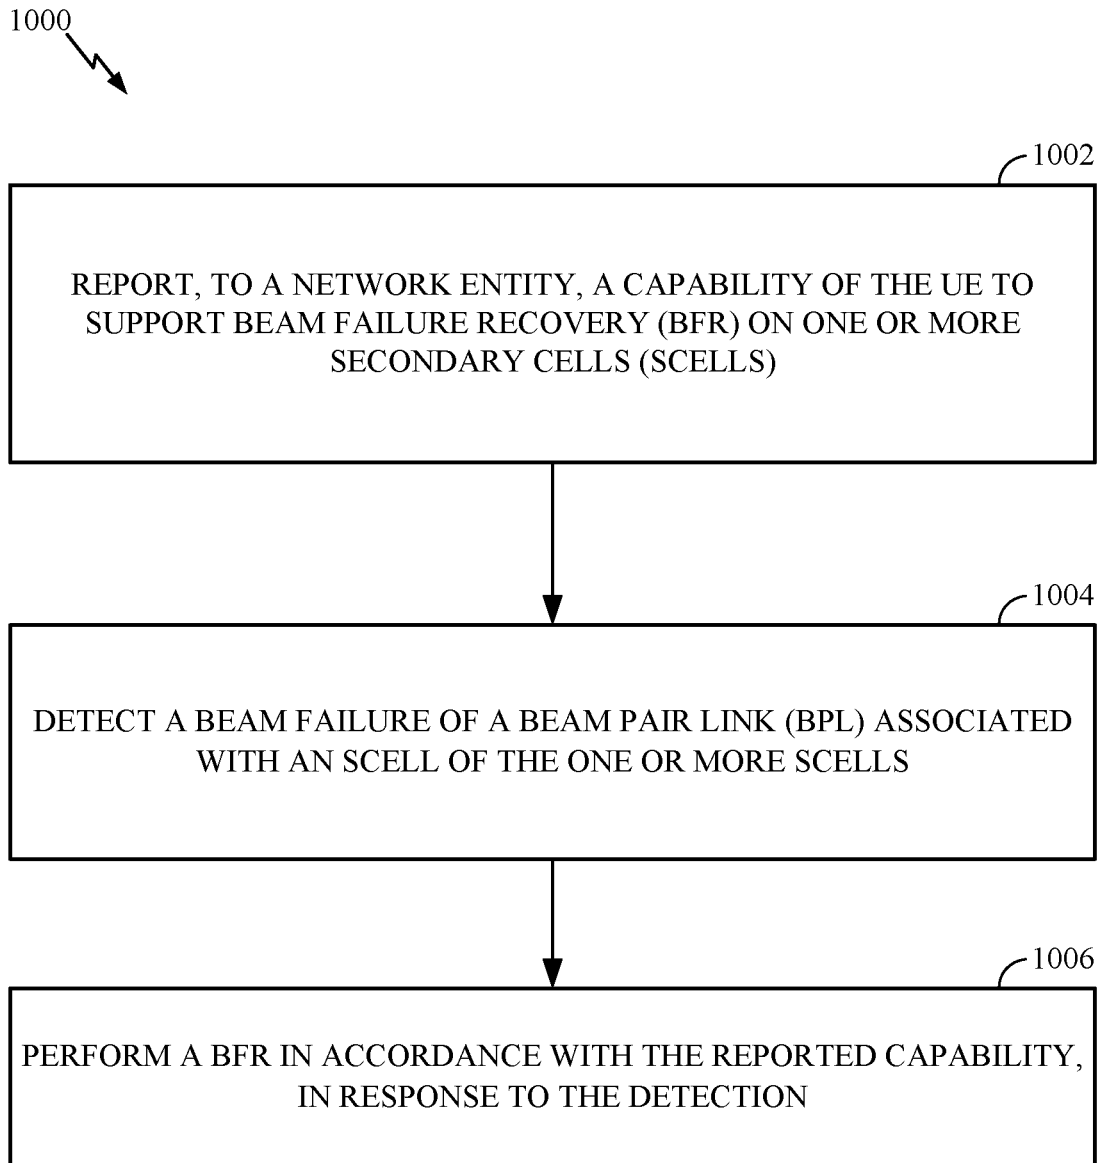 1000
1002
REPORT, TO A NETWORK ENTITY, A CAPABILITY OF THE UE TO
SUPPORT BEAM FAILURE RECOVERY (BFR) ON ONE OR MORE
SECONDARY CELLS (SCELLS)
1004
DETECT A BEAM FAILURE OF A BEAM PAIR LINK (BPL) ASSOCIATED
WITH AN SCELL OF THE ONE OR MORE SCELLS
1006
PERFORM A BFR IN ACCORDANCE WITH THE REPORTED CAPABILITY,
IN RESPONSE TO THE DETECTION